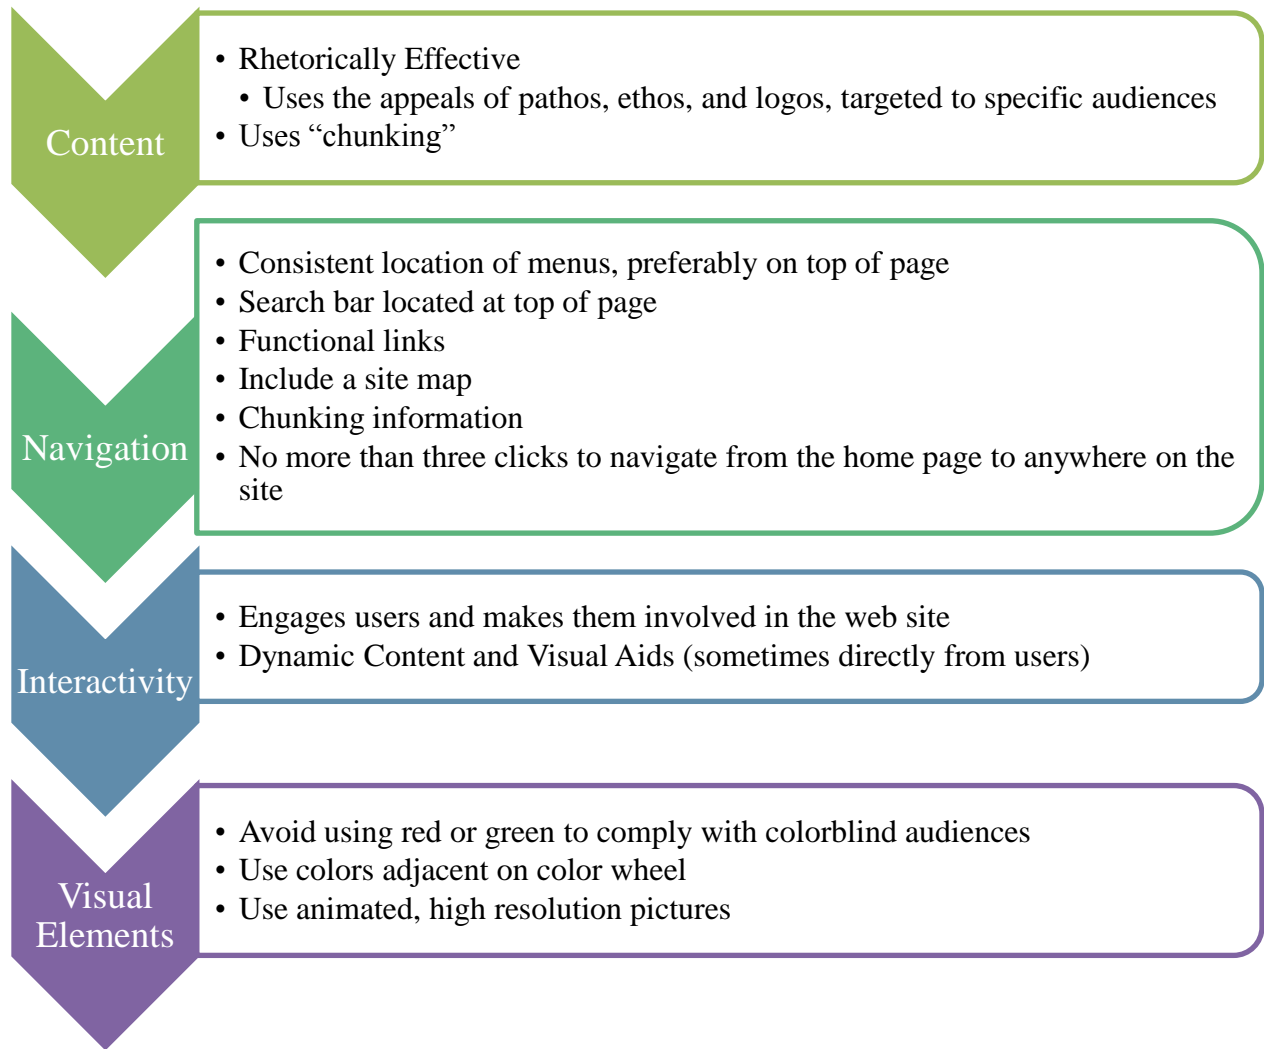 Content
• Rhetorically Effective
• Uses the appeals of pathos, ethos, and logos, targeted to specific audiences
• Uses “chunking”
Navigation
• Consistent location of menus, preferably on top of page
• Search bar located at top of page
• Functional links
• Include a site map
• Chunking information
• No more than three clicks to navigate from the home page to anywhere on the
site
Interactivity
• Engages users and makes them involved in the web site
• Dynamic Content and Visual Aids (sometimes directly from users)
Visual
Elements
• Avoid using red or green to comply with colorblind audiences
• Use colors adjacent on color wheel
• Use animated, high resolution pictures